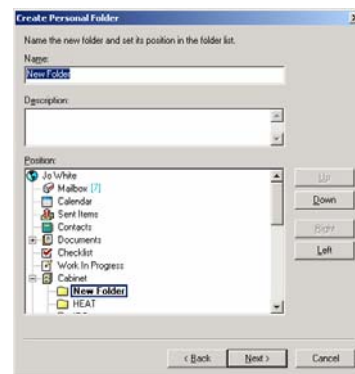 Create Personal Folder
Name the new folder and set its position in the folder list.
Name:
New Folder
Description:
Position:
Jo White
Mailbox [7]
Calendar
Sent Items
Contacts
Documents
Checklist
Work In Progress
Cabinet
New Folder
HEAT
Up
Down
Right
Left
< Back
Next >
Cancel